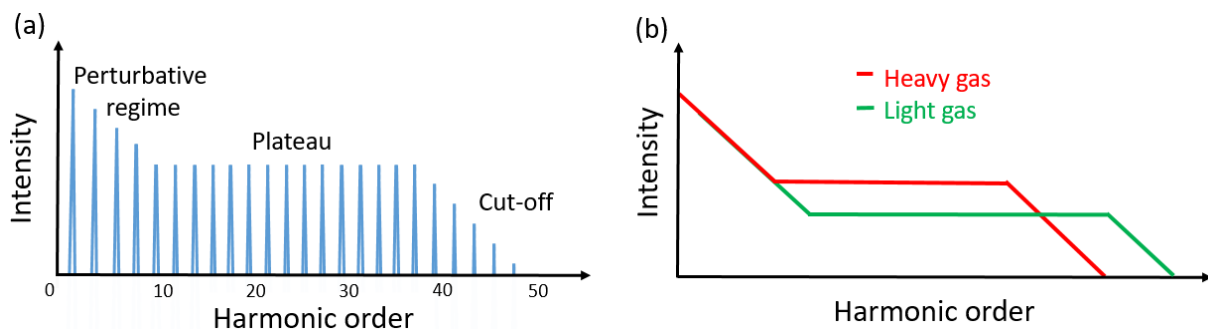 (a)
Perturbative
regime
Plateau
Cut-off
Intensity
0 10 20 30 40 50
Harmonic order
(b)
Heavy gas
Light gas
Intensity
Harmonic order